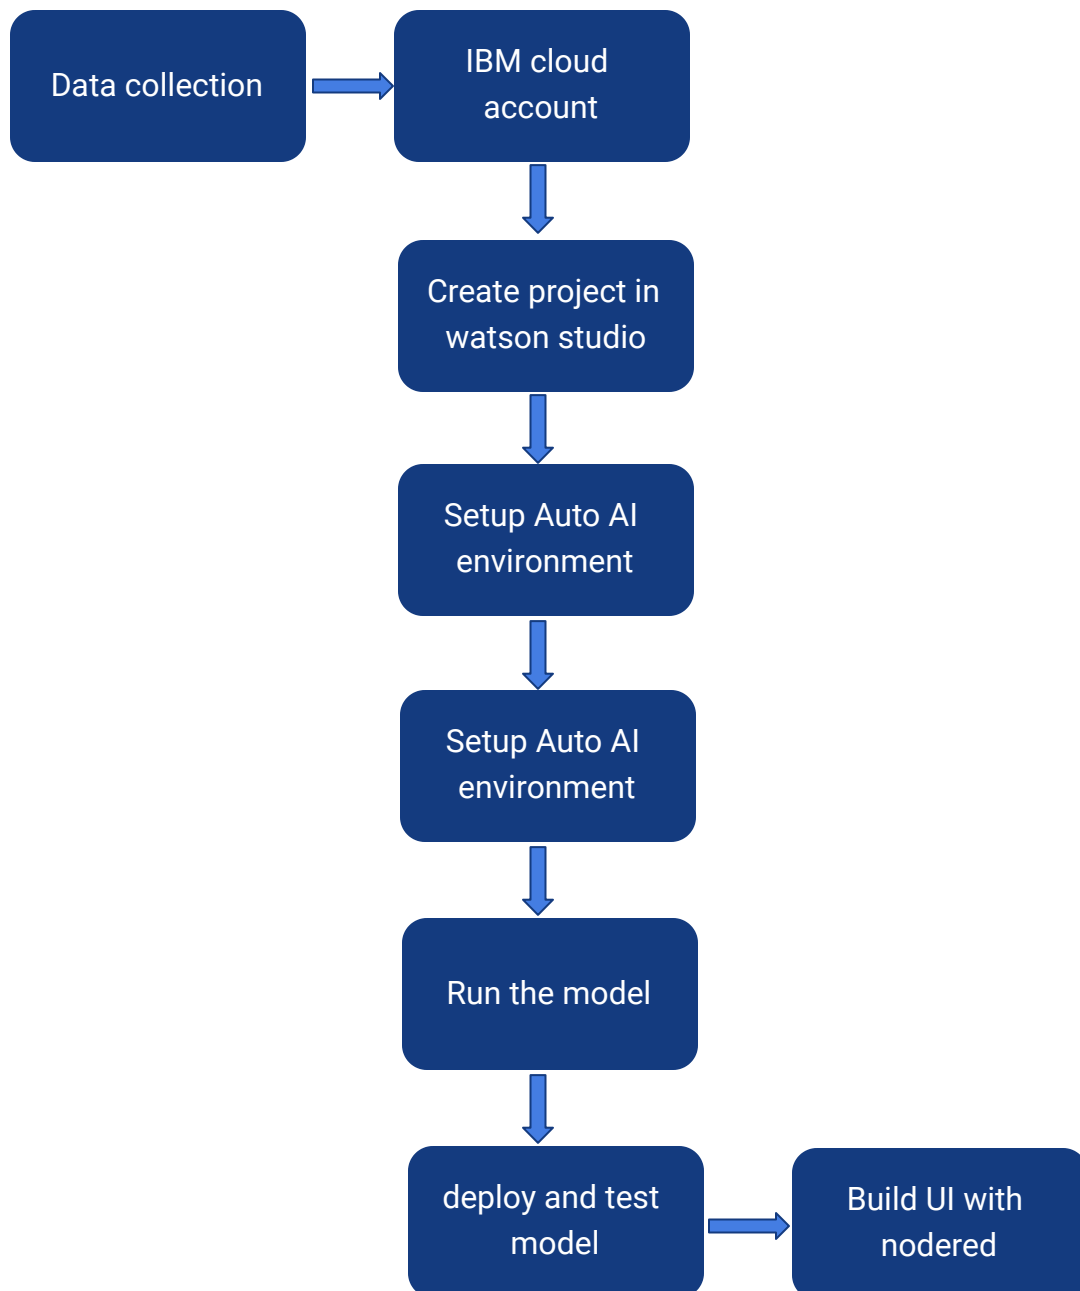 Data collection
IBM cloud
account
Create project in
watson studio
Setup Auto AI
environment
Setup Auto AI
environment
Run the model
deploy and test
model
Build UI with
nodered